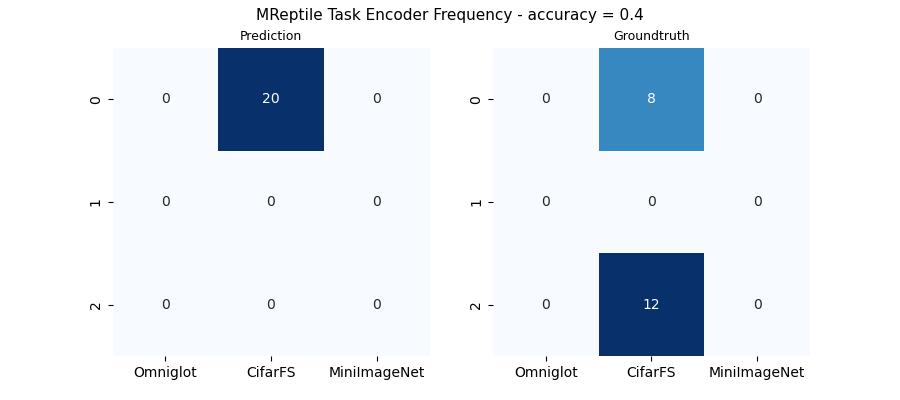 MReptile Task Encoder Frequency - accuracy = 0.4
Prediction
Groundtruth
0 0 20 0
0 0 8 0
1 0 0 0
1 0 0 0
2 0 0 0
2 0 12 0
Omniglot CifarFS MiniImageNet
Omniglot CifarFS MiniImageNet